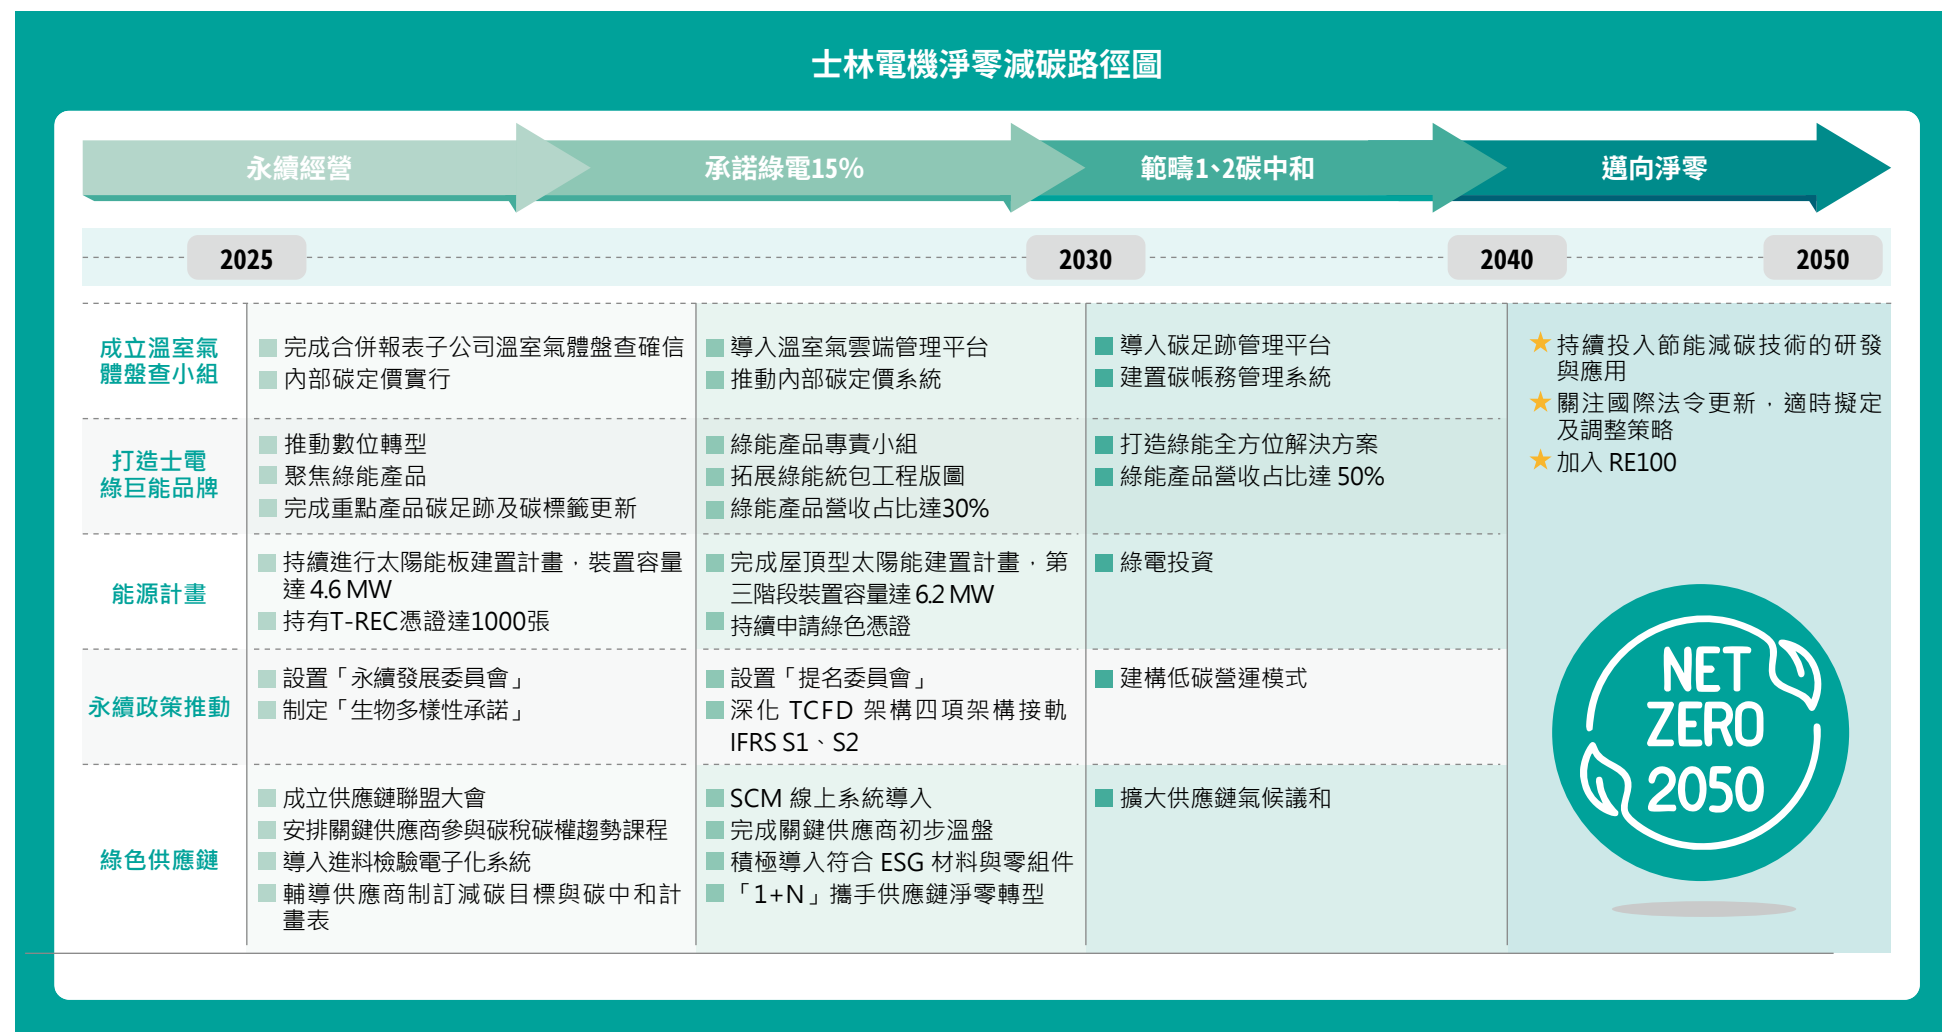 士林電機淨零減碳路徑圖
永續經營
承諾綠電15%
範疇1、2碳中和
邁向淨零
2025
2030
2040
2050
成立溫室氣
體盤查小組
完成合併報表子公司溫室氣體盤查確信
內部碳定價實行
導入溫室氣雲端管理平台
推動內部碳定價系統
導入碳足跡管理平台
建置碳帳務管理系統
持續投入節能減碳技術的研發
與應用
關注國際法令更新，適時擬定
及調整策略
加入 RE100
打造士電
綠巨能品牌
推動數位轉型
聚焦綠能產品
完成重點產品碳足跡及碳標籤更新
綠能產品專責小組
拓展綠能統包工程版圖
綠能產品營收占比達30%
打造綠能全方位解決方案
綠能產品營收占比達 50%
能源計畫
持續進行太陽能板建置計畫，裝置容量
達 4.6 MW
持有T-REC憑證達1000張
完成屋頂型太陽能建置計畫，第
三階段裝置容量達 6.2 MW
持續申請綠色憑證
綠電投資
永續政策推動
設置「永續發展委員會」
制定「生物多樣性承諾」
設置「提名委員會」
深化 TCFD 架構四項架構接軌
IFRS S1、S2
建構低碳營運模式
綠色供應鏈
成立供應鏈聯盟大會
安排關鍵供應商參與碳稅碳權趨勢課程
導入進料檢驗電子化系統
輔導供應商制訂減碳目標與碳中和計
畫表
SCM 線上系統導入
完成關鍵供應商初步溫盤
積極導入符合 ESG 材料與零組件
「1+N」攜手供應鏈淨零轉型
擴大供應鏈氣候議和
NET
ZERO
2050